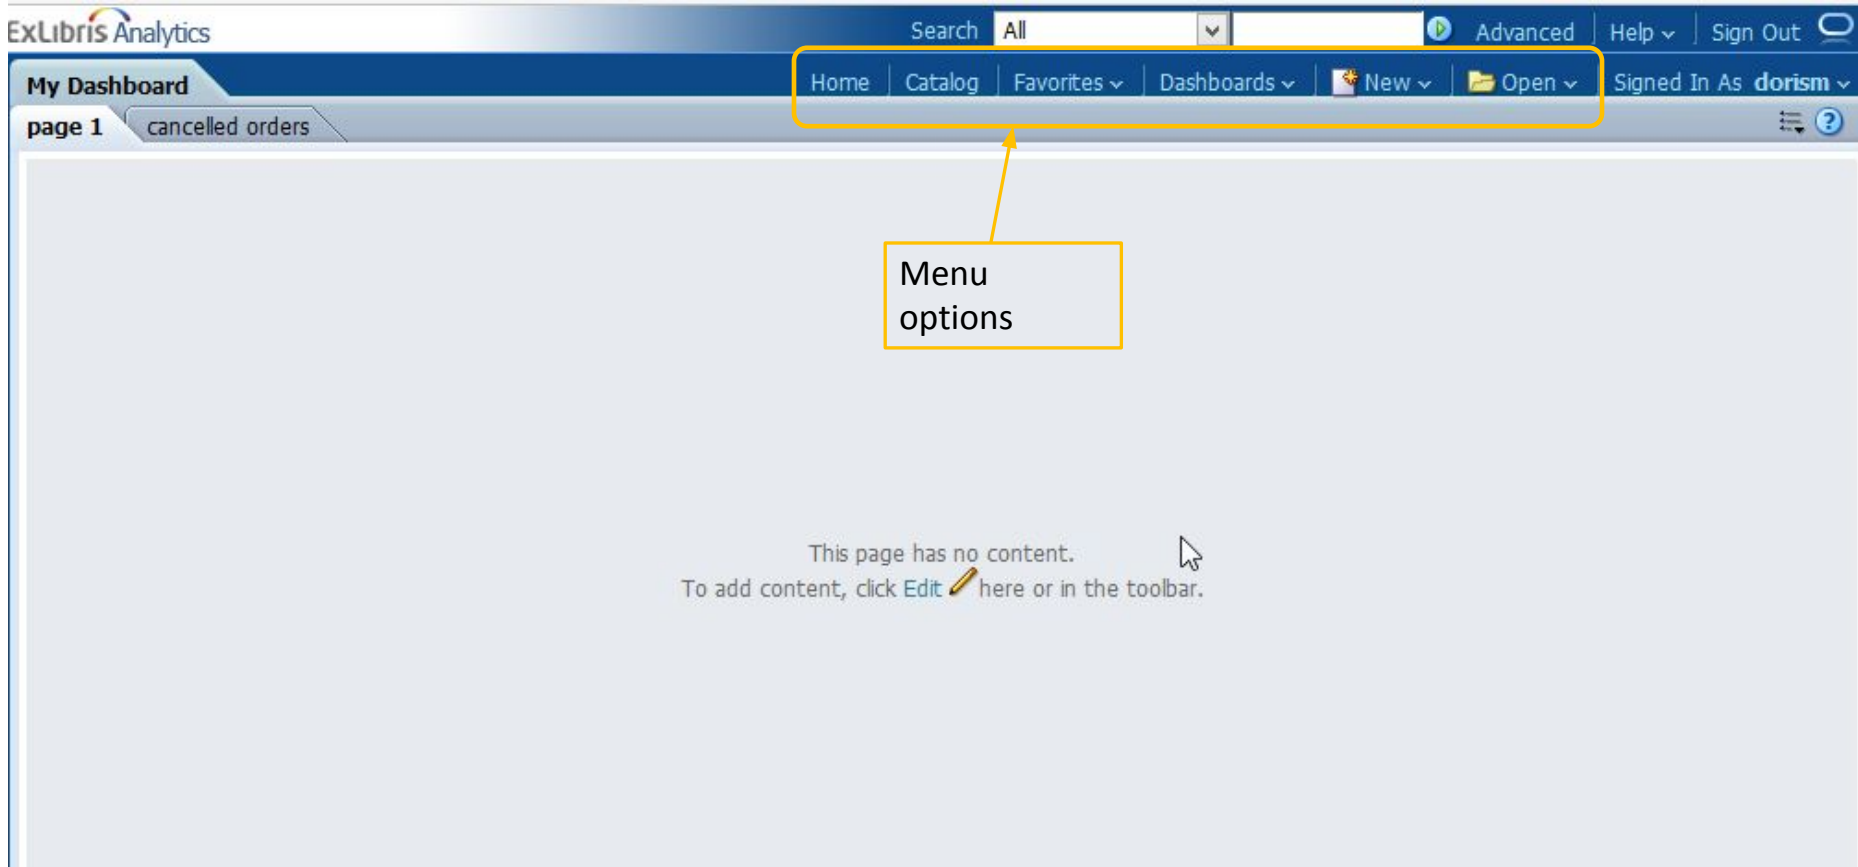 ExLibris Analytics Search All Advanced Help Sign Out
My Dashboard Home Catalog Favorites Dashboards New Open Signed In As dorism
page 1 cancelled orders
Menu
options
This page has no content.
To add content, click Edit here or in the toolbar.